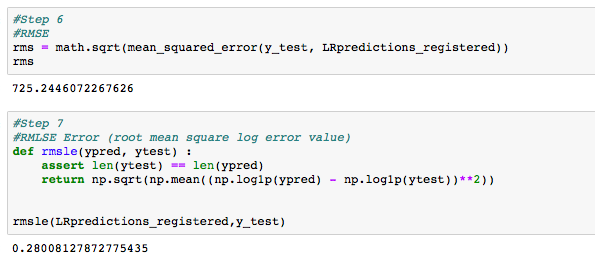 #Step 6
#RMSE
rms = math.sqrt(mean_squared_error(y_test, LRpredictions_registered))
rms
725.2446072267626
#Step 7
#RMLSE Error (root mean square log error value)
def rmsle(ypred, ytest) :
    assert len(ytest) == len(ypred)
    return np.sqrt(np.mean((np.log1p(ypred) - np.log1p(ytest))**2))
rmsle(LRpredictions_registered,y_test)
0.28008127872775435